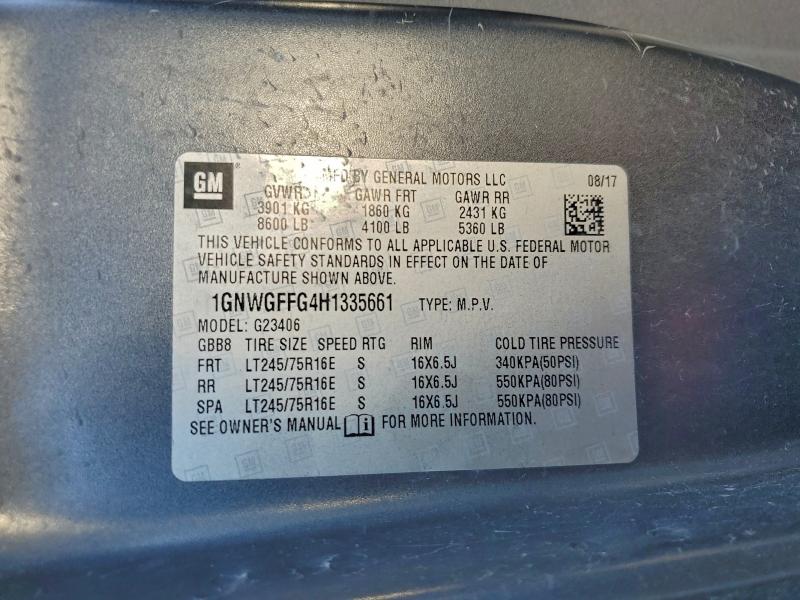 GM
MFD BY GENERAL MOTORS LLC 08/17
GVWR GAWR FRT GAWR RR
3901 KG 1860 KG 2431 KG
8600 LB 4100 LB 5360 LB
THIS VEHICLE CONFORMS TO ALL APPLICABLE U.S. FEDERAL MOTOR
VEHICLE SAFETY STANDARDS IN EFFECT ON THE DATE OF
MANUFACTURE SHOWN ABOVE.
1GNWGFFG4H1335661 TYPE: M.P.V.
MODEL: G23406
GBB8 TIRE SIZE SPEED RTG RIM COLD TIRE PRESSURE
FRT LT245/75R16E S 16X6.5J 340KPA(50PSI)
RR LT245/75R16E S 16X6.5J 550KPA(80PSI)
SPA LT245/75R16E S 16X6.5J 550KPA(80PSI)
SEE OWNER'S MANUAL i FOR MORE INFORMATION.